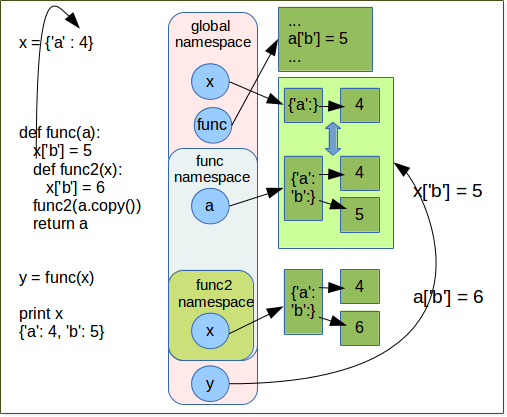 x = {'a' : 4}
def func(a):
x['b'] = 5
def func2(x):
x['b'] = 6
func2(a.copy())
return a
y = func(x)
print x
{'a': 4, 'b': 5}
global
namespace
x
func
func
namespace
a
func2
namespace
x
y
...
a['b'] = 5
...
{'a':}
4
{'a':
'b':}
4
5
{'a':
'b':}
4
6
x['b'] = 5
a['b'] = 6